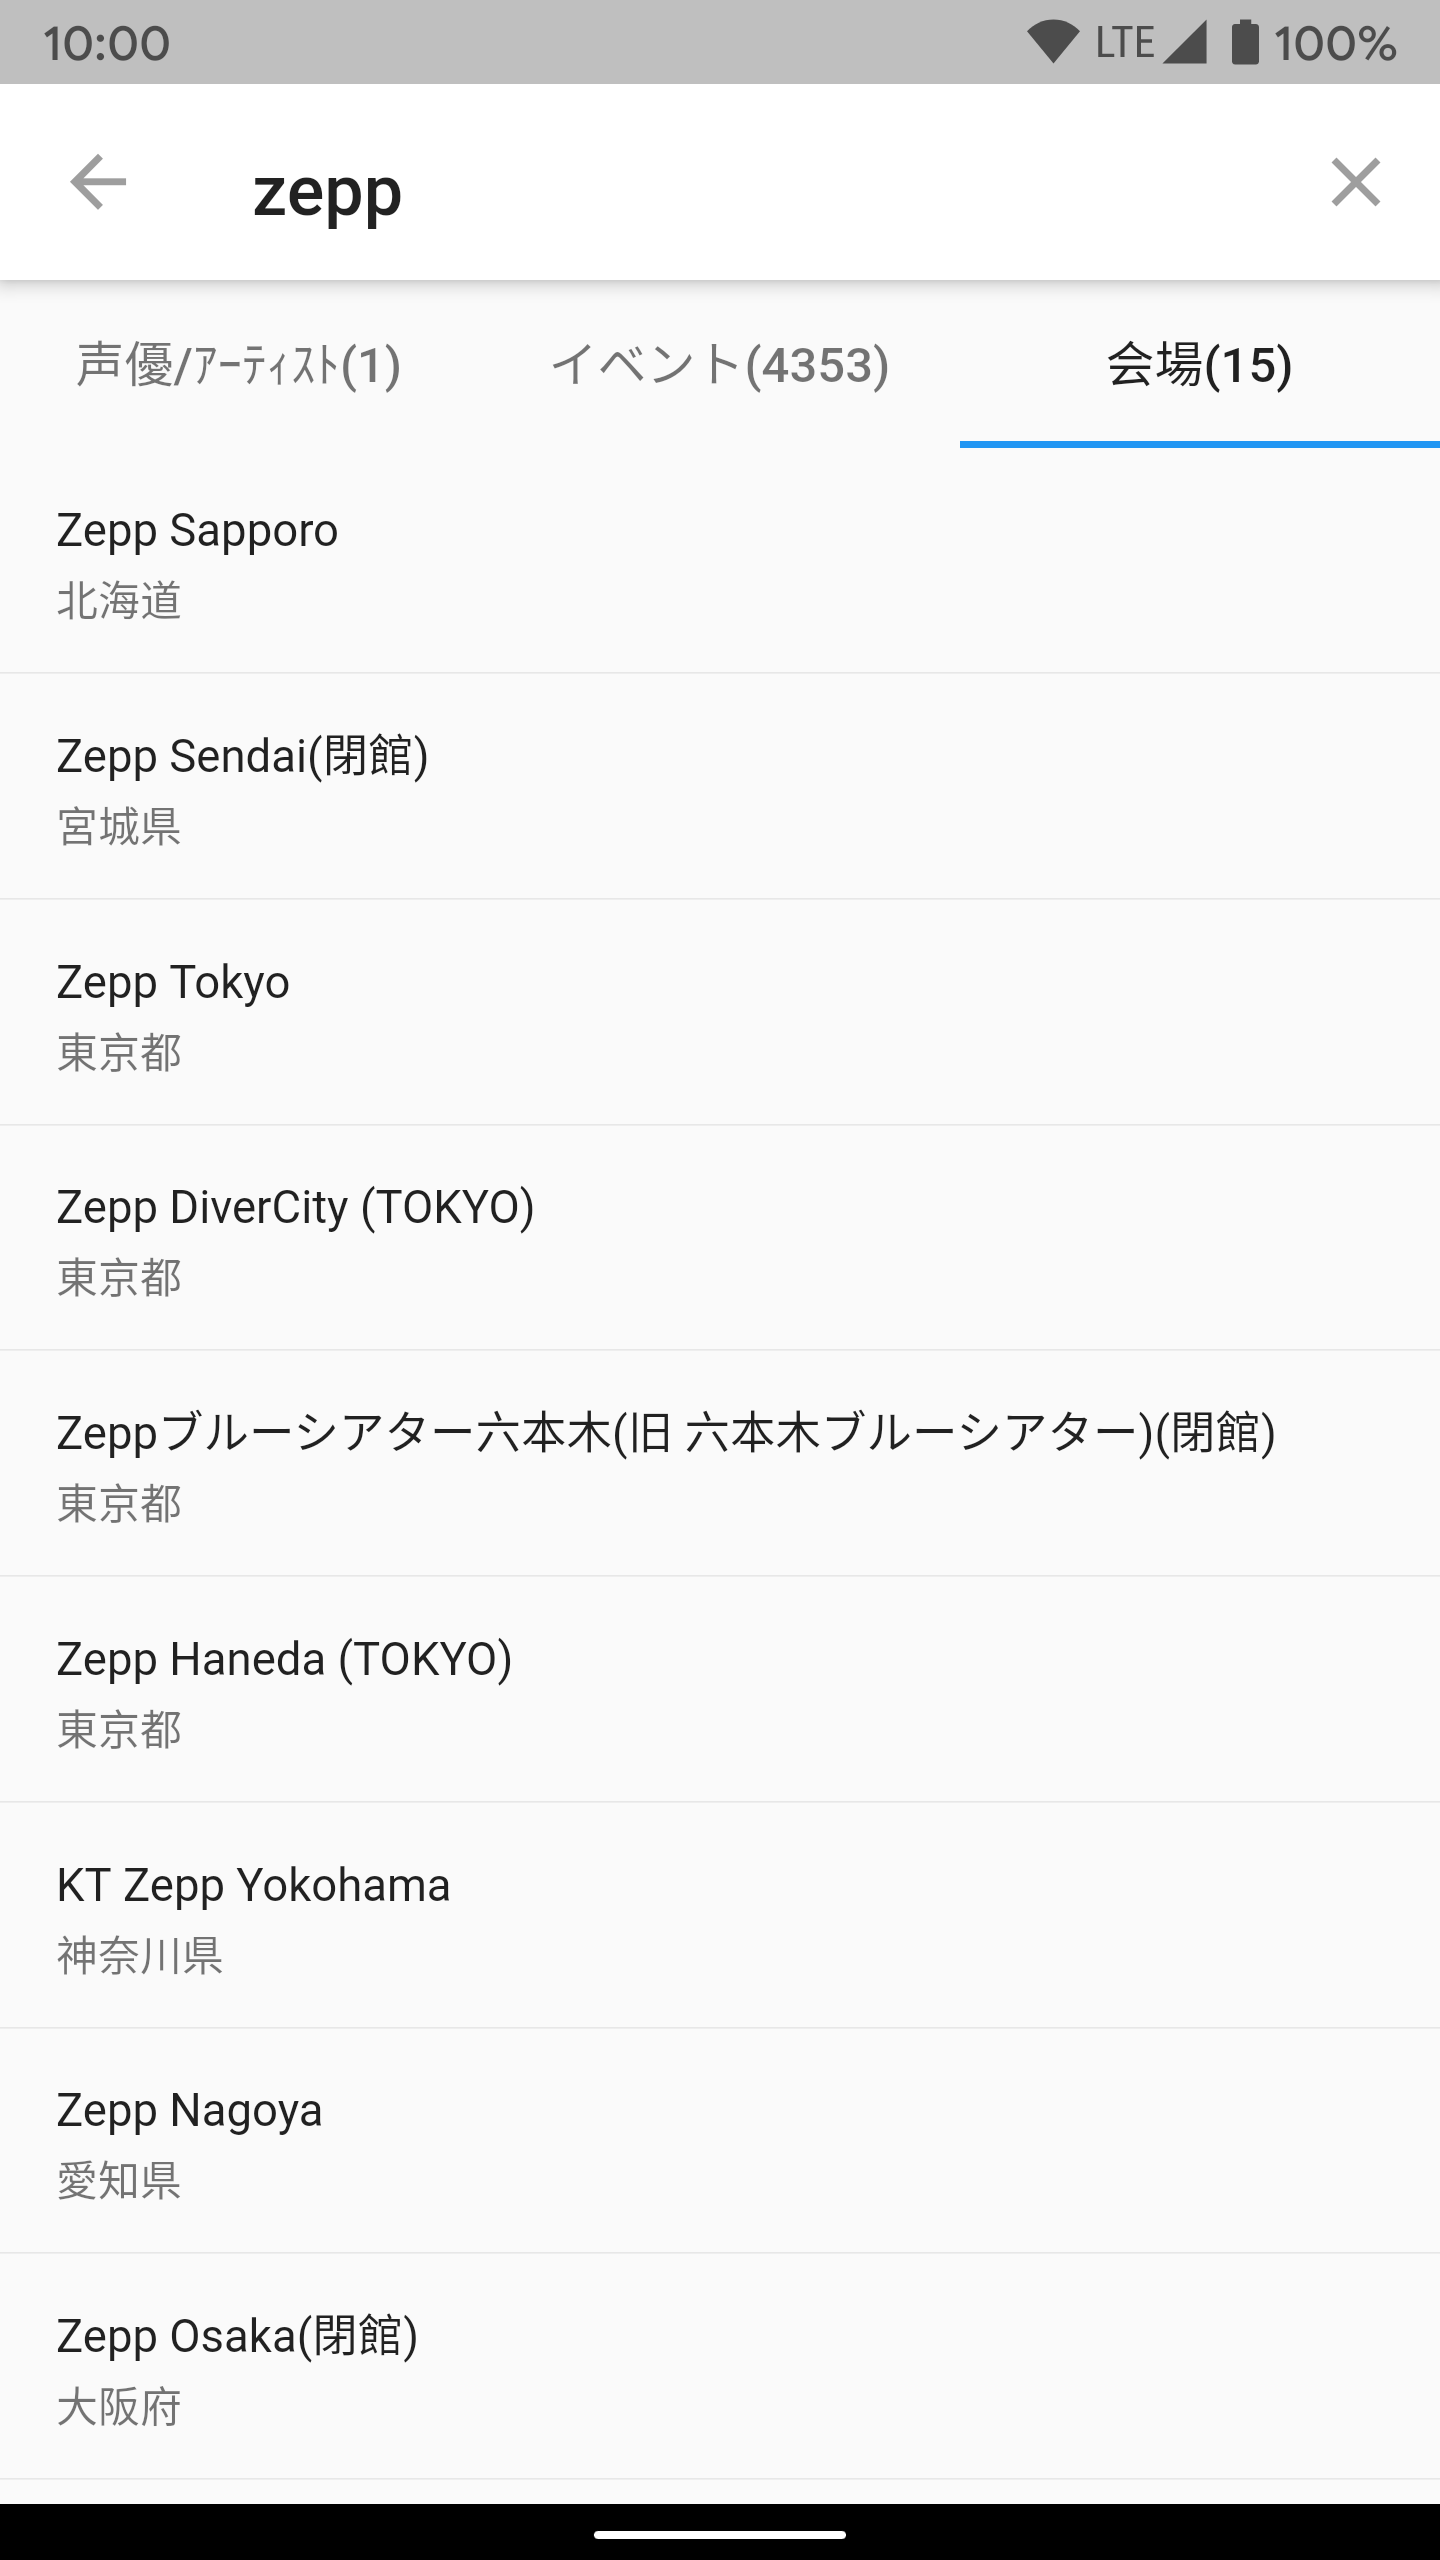 10:00 LTE 100%
zepp
声優/ｱｰﾃｨｽﾄ(1) イベント(4353) 会場(15)
Zepp Sapporo
北海道
Zepp Sendai(閉館)
宮城県
Zepp Tokyo
東京都
Zepp DiverCity (TOKYO)
東京都
Zeppブルーシアター六本木(旧 六本木ブルーシアター)(閉館)
東京都
Zepp Haneda (TOKYO)
東京都
KT Zepp Yokohama
神奈川県
Zepp Nagoya
愛知県
Zepp Osaka(閉館)
大阪府